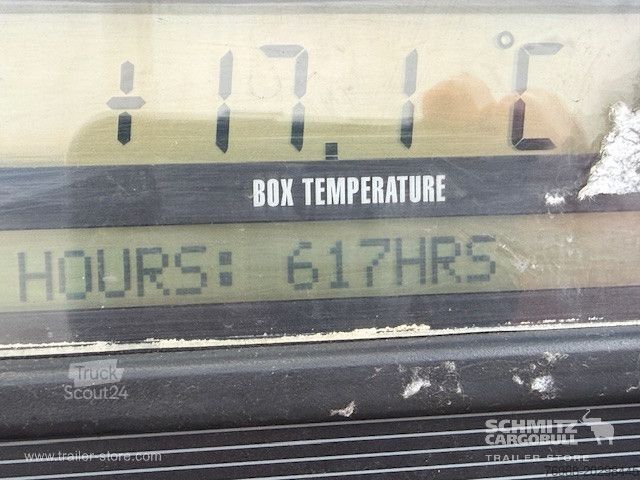 +17.1°C
BOX TEMPERATURE
HOURS: 617HRS
Truck
Scout24
SCHMITZ
CARGOBULL
TRAILER STORE
www.trailer-store.com